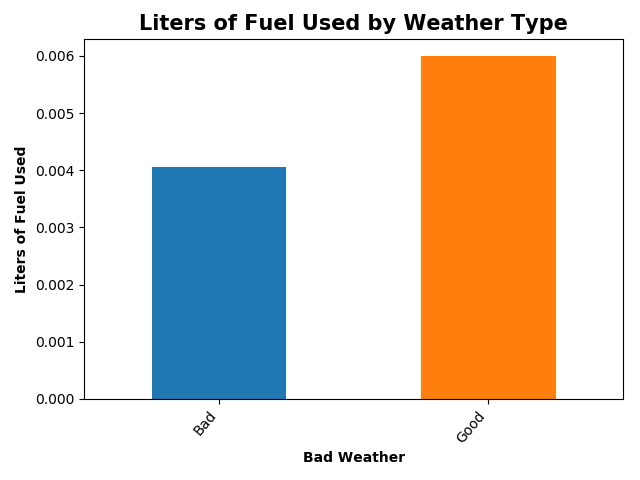 Liters of Fuel Used by Weather Type
Liters of Fuel Used
0.006
0.005
0.004
0.003
0.002
0.001
0.000
Bad
Good
Bad Weather